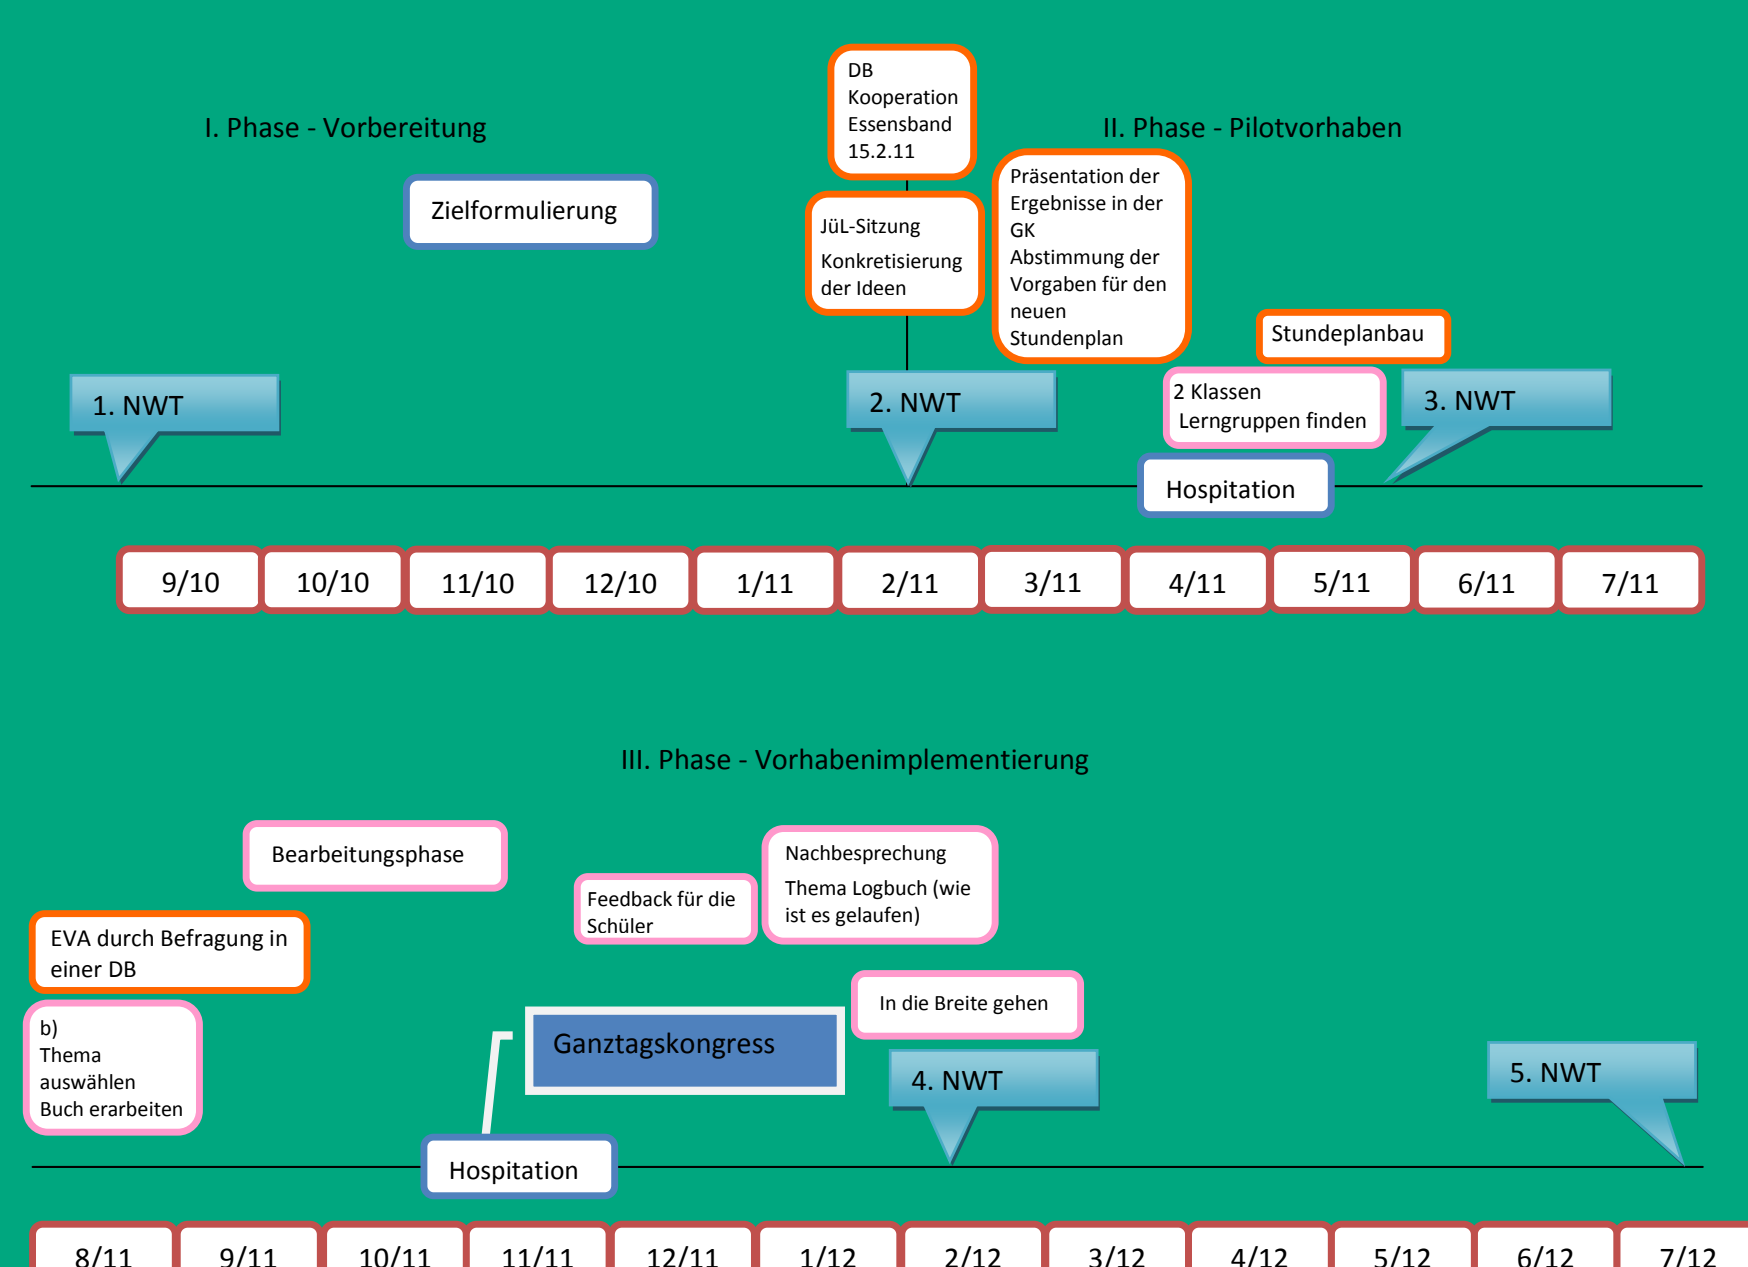 I. Phase - Vorbereitung
II. Phase - Pilotvorhaben
DB
Kooperation
Essensband
15.2.11
Zielformulierung
JüL-Sitzung
Konkretisierung
der Ideen
Präsentation der
Ergebnisse in der
GK
Abstimmung der
Vorgaben für den
neuen
Stundenplan
Stundeplanbau
1. NWT
2. NWT
2 Klassen
Lerngruppen finden
3. NWT
Hospitation
9/10
10/10
11/10
12/10
1/11
2/11
3/11
4/11
5/11
6/11
7/11
III. Phase - Vorhabenimplementierung
Bearbeitungsphase
Feedback für die
Schüler
Nachbesprechung
Thema Logbuch (wie
ist es gelaufen)
EVA durch Befragung in
einer DB
b)
Thema
auswählen
Buch erarbeiten
In die Breite gehen
Ganztagskongress
4. NWT
5. NWT
Hospitation
8/11
9/11
10/11
11/11
12/11
1/12
2/12
3/12
4/12
5/12
6/12
7/12